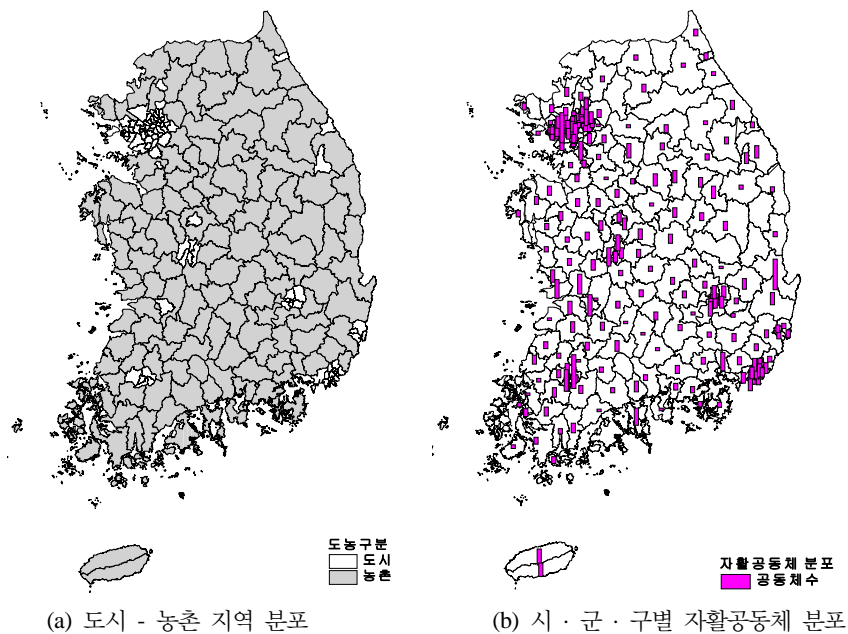 도농구분
도시
농촌
자활공동체 분포
공동체수
(a) 도시 - 농촌 지역 분포
(b) 시 · 군 · 구별 자활공동체 분포